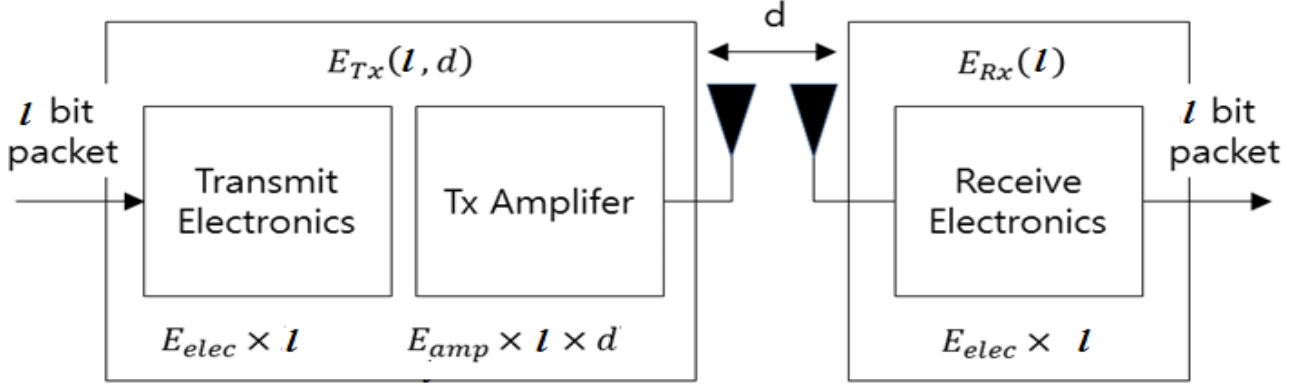 E_Tx(l, d)
d
E_Rx(l)
l bit
packet
Transmit
Electronics
Tx Amplifer
Receive
Electronics
l bit
packet
E_elec × l
E_amp × l × d
E_elec × l